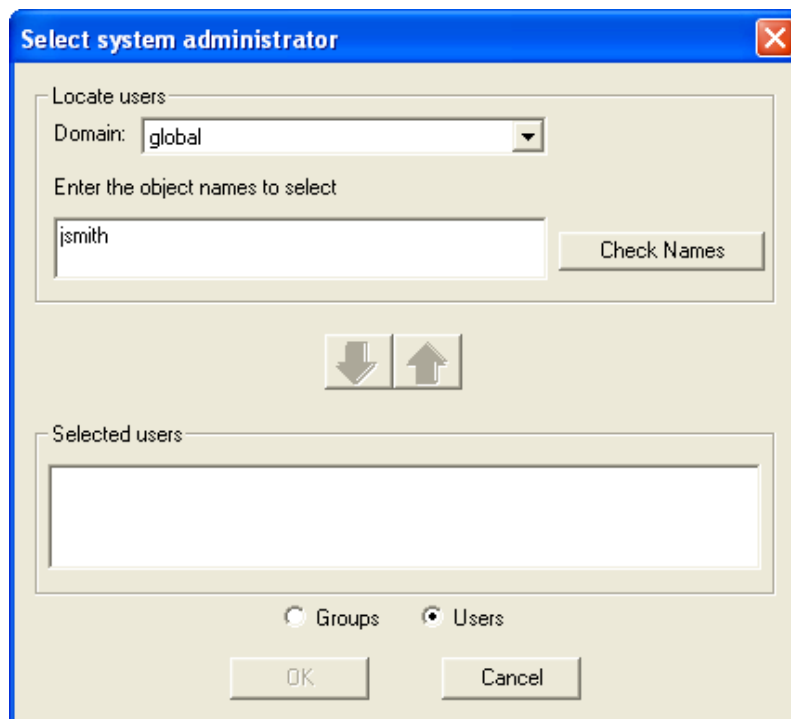 Select system administrator
Locate users
Domain: global
Enter the object names to select
jsmith
Check Names
Selected users
Groups Users
OK Cancel